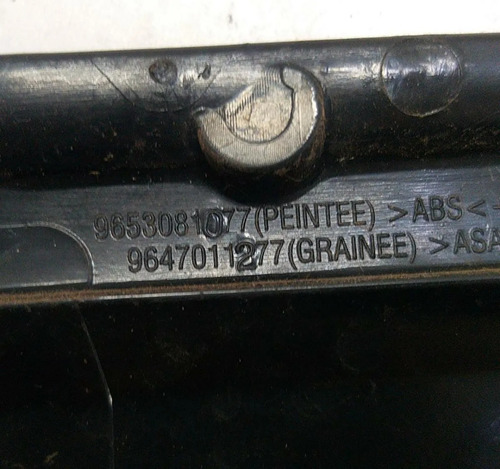 9653081077(PEINTEE) >ABS<
9647011277(GRAINEE) >ASA